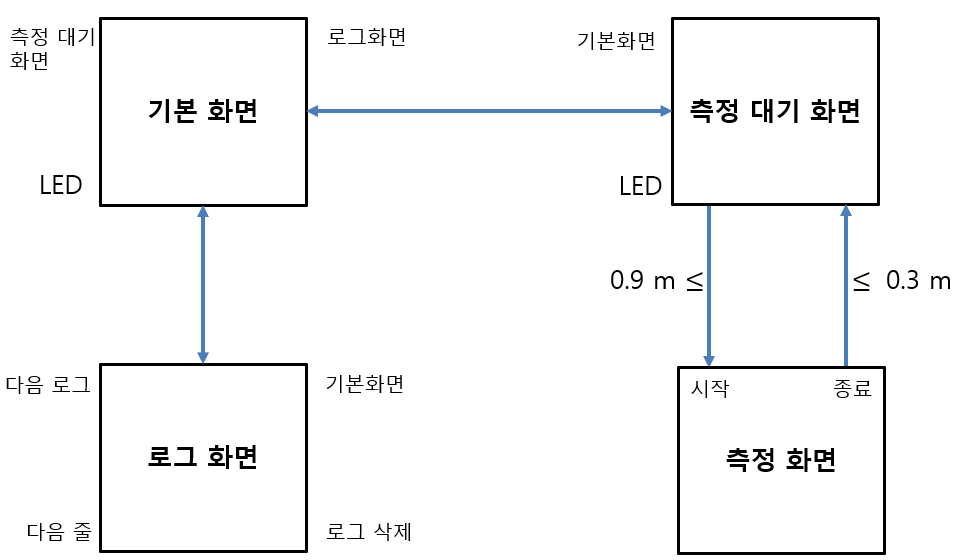 측정 대기
화면
로그화면
기본 화면
LED
기본화면
측정 대기 화면
LED
0.9 m ≤
≤ 0.3 m
다음 로그
기본화면
로그 화면
다음 줄
로그 삭제
시작
종료
측정 화면